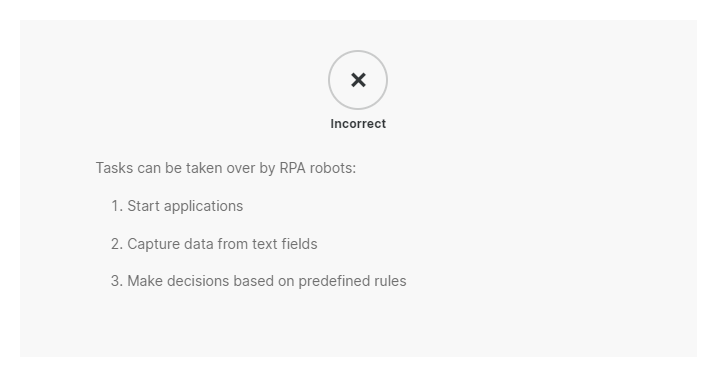 Incorrect
Tasks can be taken over by RPA robots:
1. Start applications
2. Capture data from text fields
3. Make decisions based on predefined rules